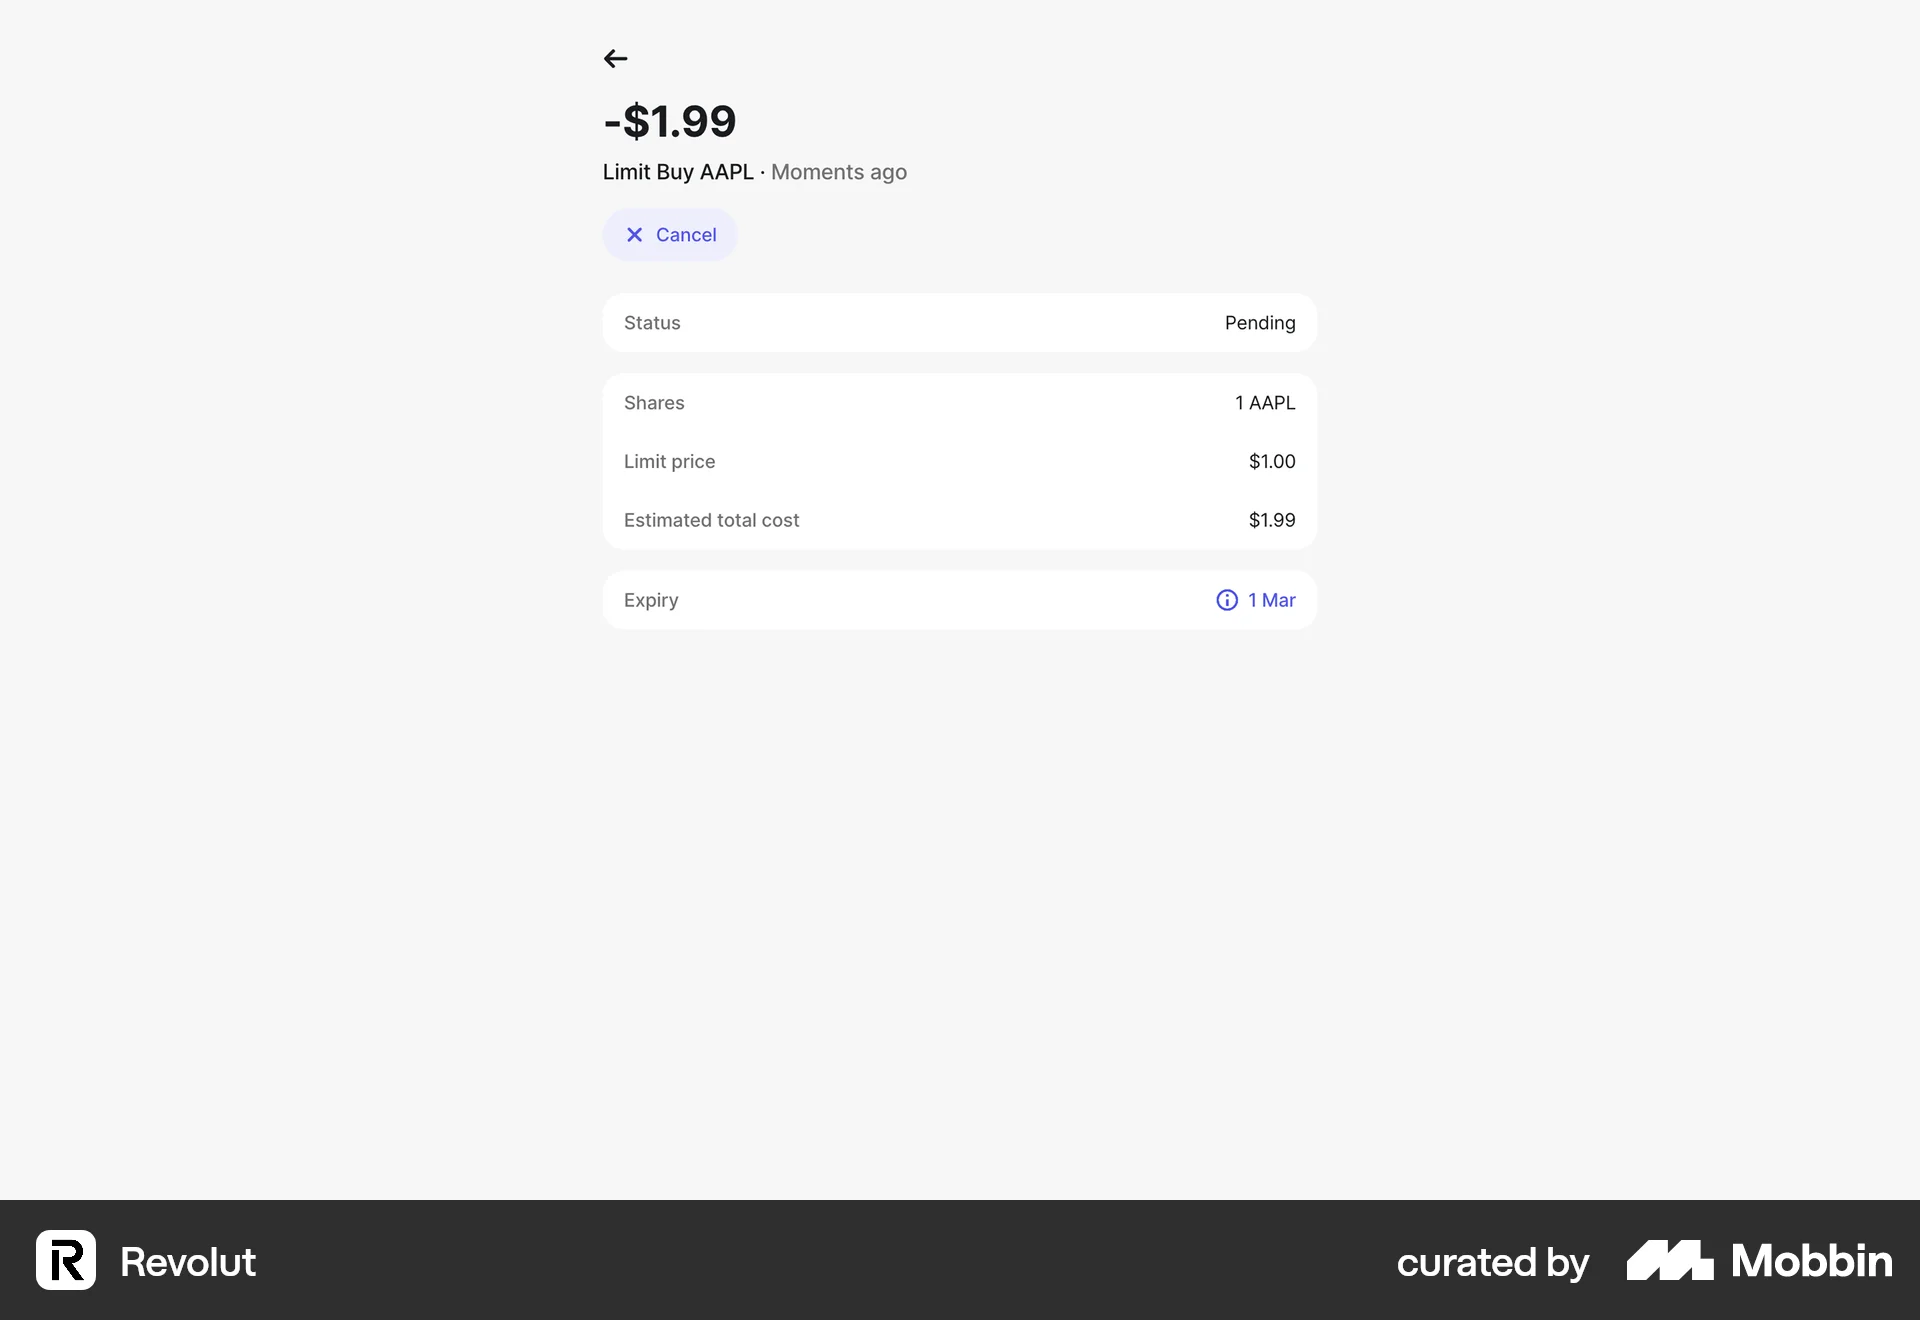 -$1.99
Limit Buy AAPL · Moments ago
Cancel
Status Pending
Shares 1 AAPL
Limit price $1.00
Estimated total cost $1.99
Expiry 1 Mar
Revolut curated by Mobbin